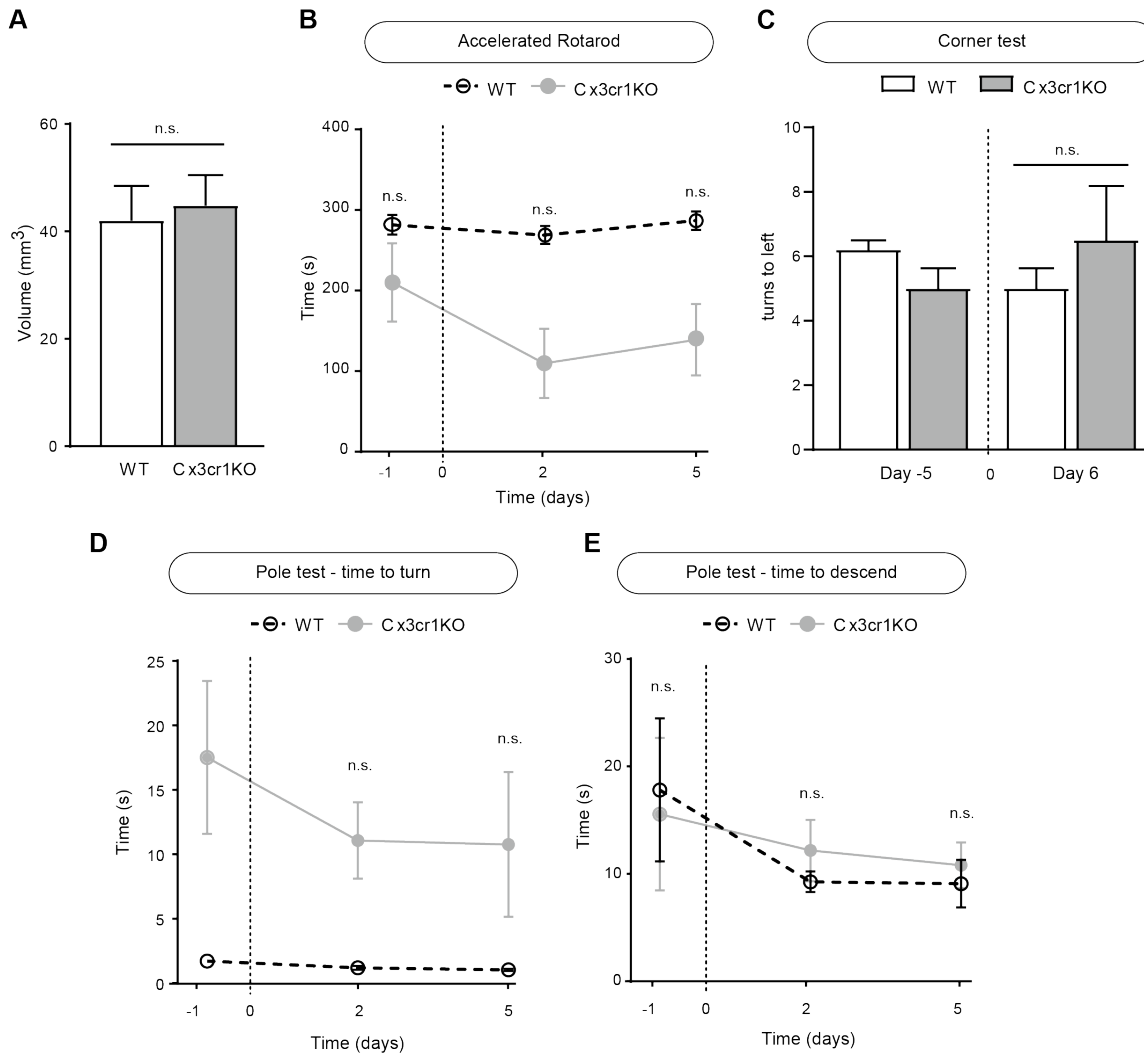 A
Volume (mm3)
60
40
20
0
n.s.
WT
Cx3cr1KO
B
Accelerated Rotarod
WT
Cx3cr1KO
Time (s)
400
300
200
100
0
n.s.
n.s.
n.s.
-1
0
2
5
Time (days)
C
Corner test
WT
Cx3cr1KO
turns to left
10
8
6
4
2
0
n.s.
Day -5
0
Day 6
D
Pole test - time to turn
WT
Cx3cr1KO
Time (s)
25
20
15
10
5
0
n.s.
n.s.
-1
0
2
5
Time (days)
E
Pole test - time to descend
WT
Cx3cr1KO
Time (s)
30
20
10
0
n.s.
n.s.
n.s.
-1
0
2
5
Time (days)